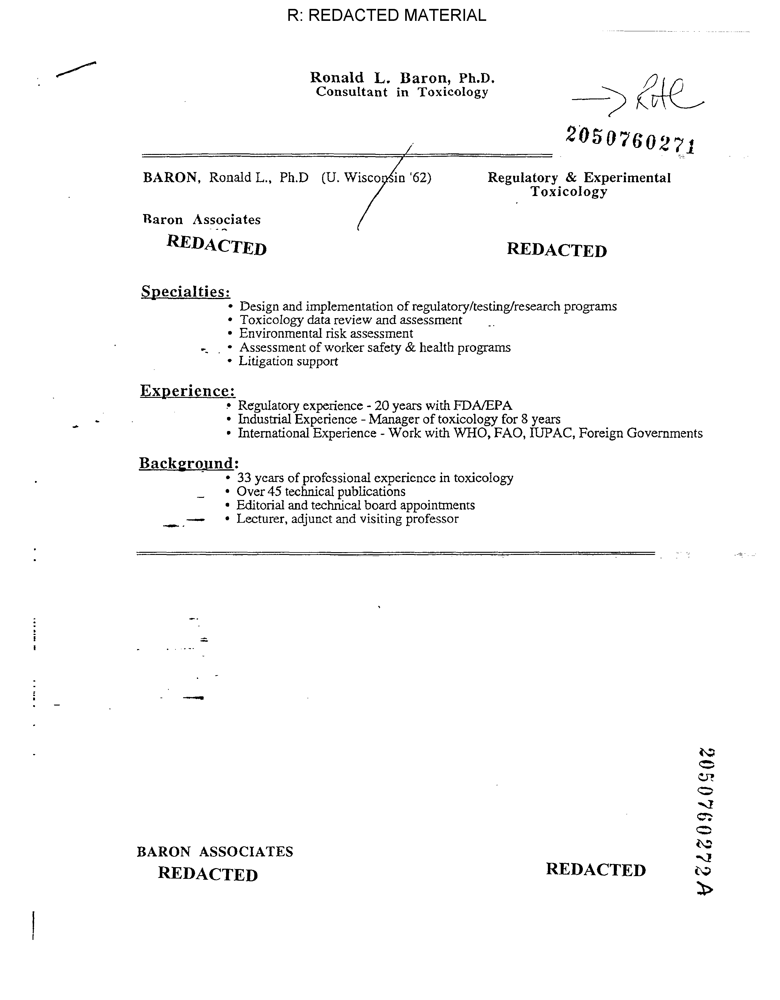 R: REDACTED MATERIAL
Ronald L. Baron, Ph.D.
Consultant in Toxicology
2050760271
BARON, Ronald L., Ph.D (U. Wisconsin '62)
Regulatory & Experimental
Toxicology
Baron Associates
REDACTED
REDACTED
Specialties:
• Design and implementation of regulatory/testing/research programs
• Toxicology data review and assessment
• Environmental risk assessment
• Assessment of worker safety & health programs
• Litigation support
Experience:
• Regulatory experience - 20 years with FDA/EPA
• Industrial Experience - Manager of toxicology for 8 years
• International Experience - Work with WHO, FAO, IUPAC, Foreign Governments
Background:
• 33 years of professional experience in toxicology
• Over 45 technical publications
• Editorial and technical board appointments
• Lecturer, adjunct and visiting professor
2050760272A
BARON ASSOCIATES
REDACTED
REDACTED